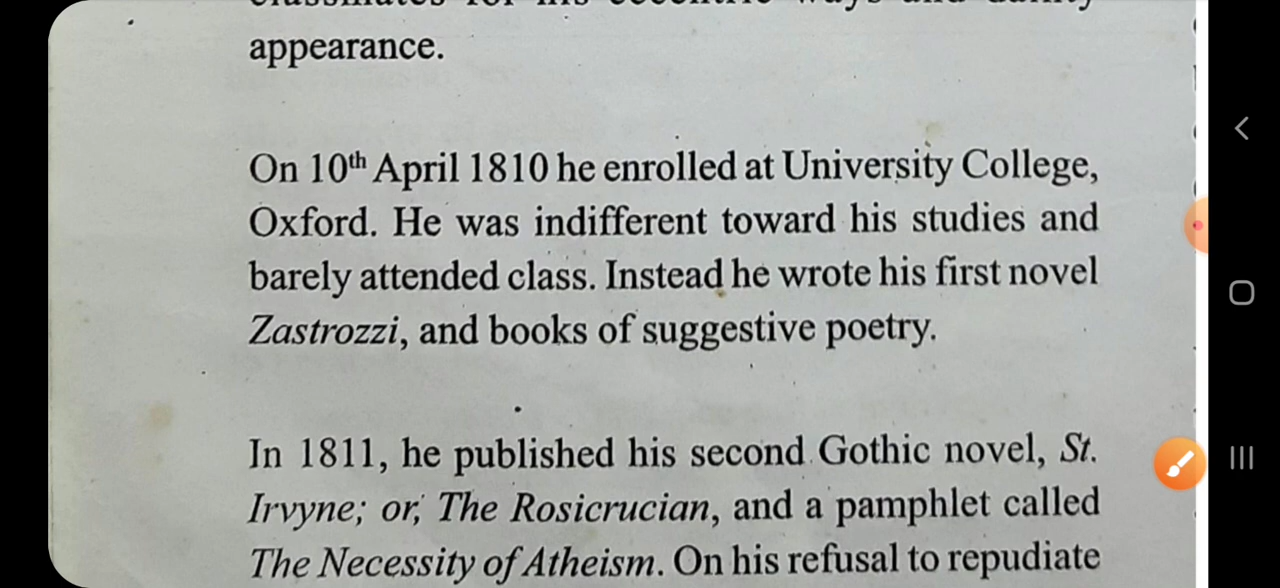 appearance.
On 10th April 1810 he enrolled at University College,
Oxford. He was indifferent toward his studies and
barely attended class. Instead he wrote his first novel
Zastrozzi, and books of suggestive poetry.
In 1811, he published his second Gothic novel, St.
Irvyne; or, The Rosicrucian, and a pamphlet called
The Necessity of Atheism. On his refusal to repudiate